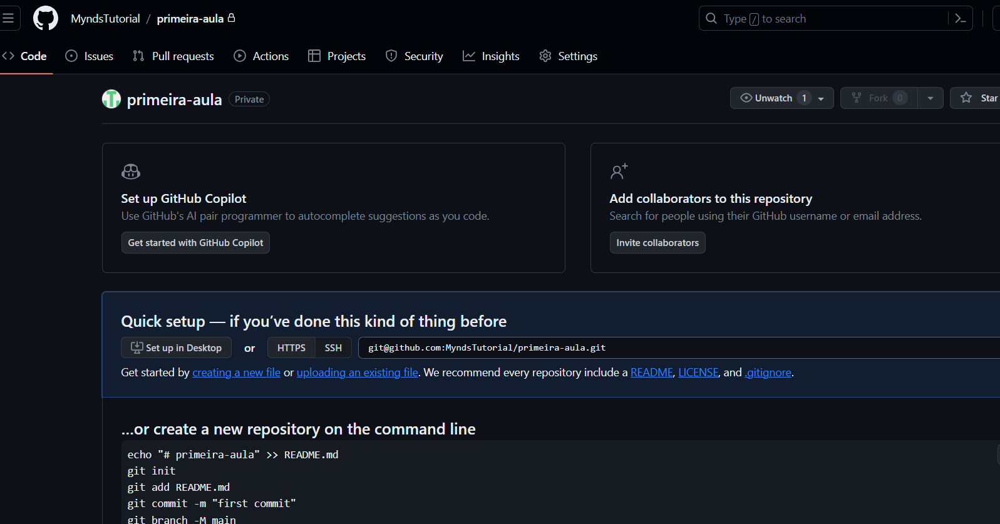 MyndsTutorial / primeira-aula
Type / to search
Code Issues Pull requests Actions Projects Security Insights Settings
primeira-aula Private
Unwatch 1 Fork 0 Star
Set up GitHub Copilot
Use GitHub's AI pair programmer to autocomplete suggestions as you code.
Get started with GitHub Copilot
Add collaborators to this repository
Search for people using their GitHub username or email address.
Invite collaborators
Quick setup — if you’ve done this kind of thing before
Set up in Desktop or HTTPS SSH git@github.com:MyndsTutorial/primeira-aula.git
Get started by creating a new file or uploading an existing file. We recommend every repository include a README, LICENSE, and .gitignore.
…or create a new repository on the command line
echo "# primeira-aula" >> README.md
git init
git add README.md
git commit -m "first commit"
git branch -M main